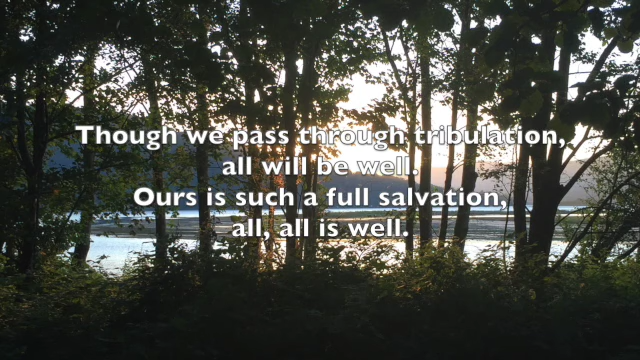 Though we pass through tribulation,
all will be well.
Ours is such a full salvation,
all, all is well.